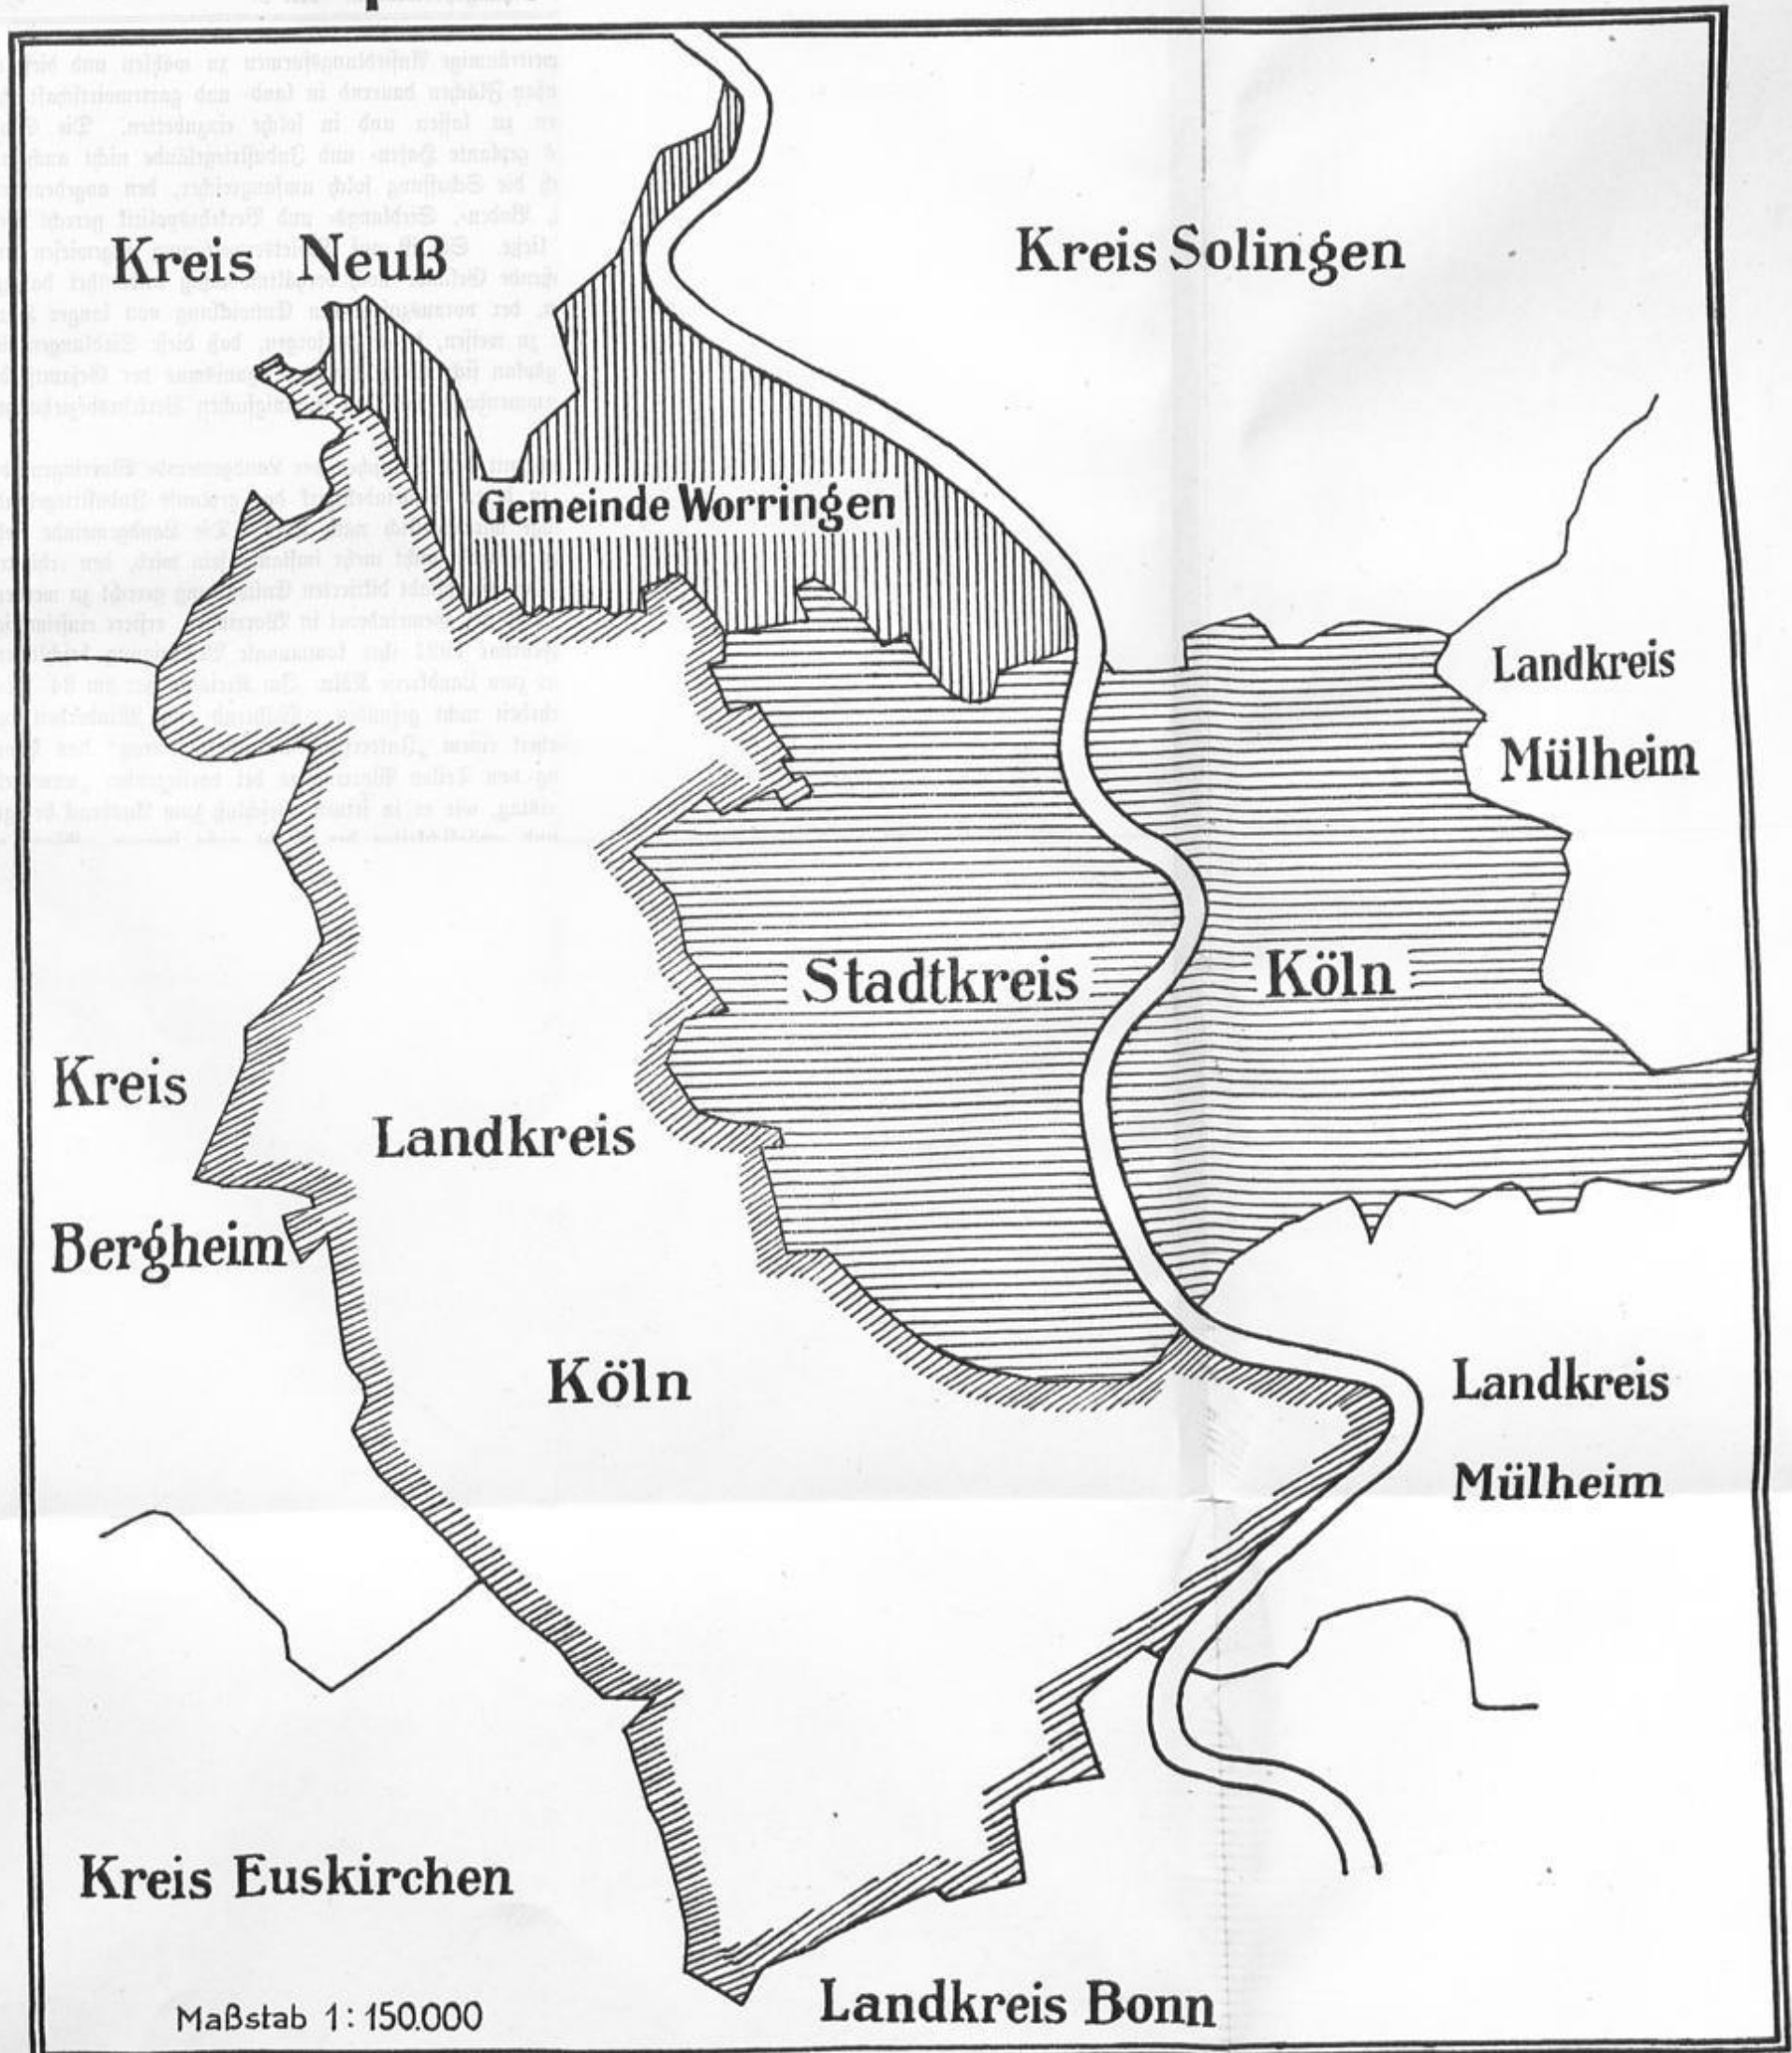 Kreis Neuß
Kreis Solingen
Gemeinde Worringen
Landkreis
Mülheim
Stadtkreis Köln
Kreis
Bergheim
Landkreis
Köln
Landkreis
Mülheim
Kreis Euskirchen
Landkreis Bonn
Maßstab 1:150.000